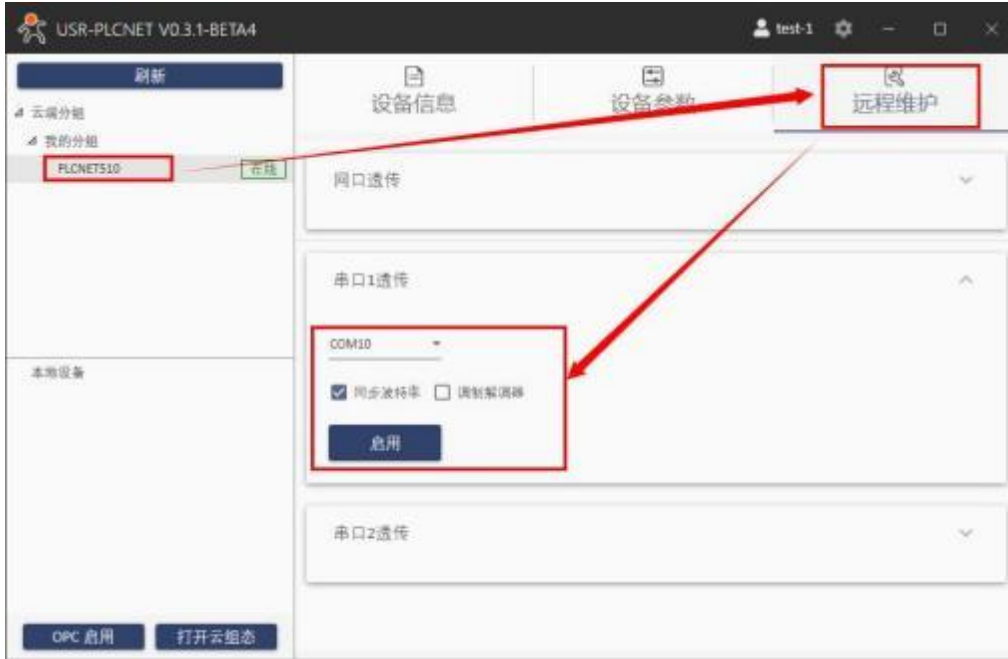 USR-PLCNET V0.3.1-BETA4
test-1
刷新
设备信息
设备参数
远程维护
云端分组
我的分组
PLCNET510
在线
网口透传
串口1透传
COM10
同步波特率
调制解调器
启用
本地设备
串口2透传
OPC 启用
打开云组态